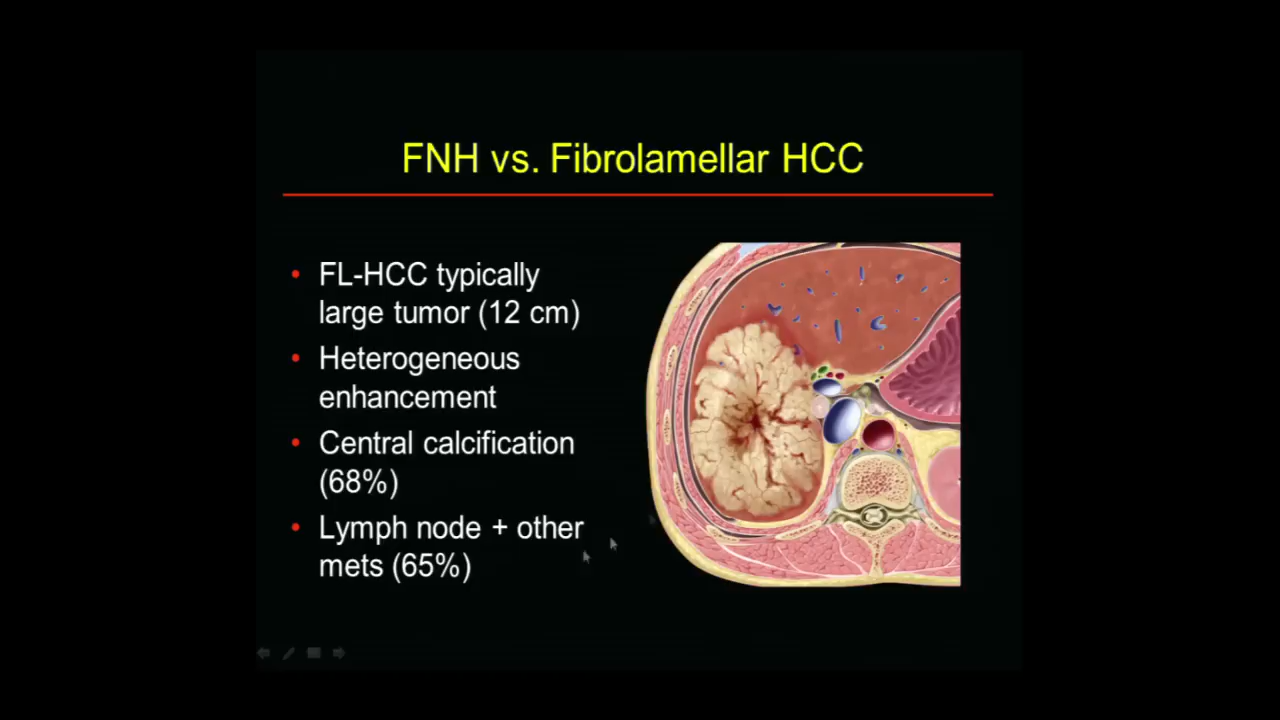 FNH vs. Fibrolamellar HCC
• FL-HCC typically
large tumor (12 cm)
• Heterogeneous
enhancement
• Central calcification
(68%)
• Lymph node + other
mets (65%)